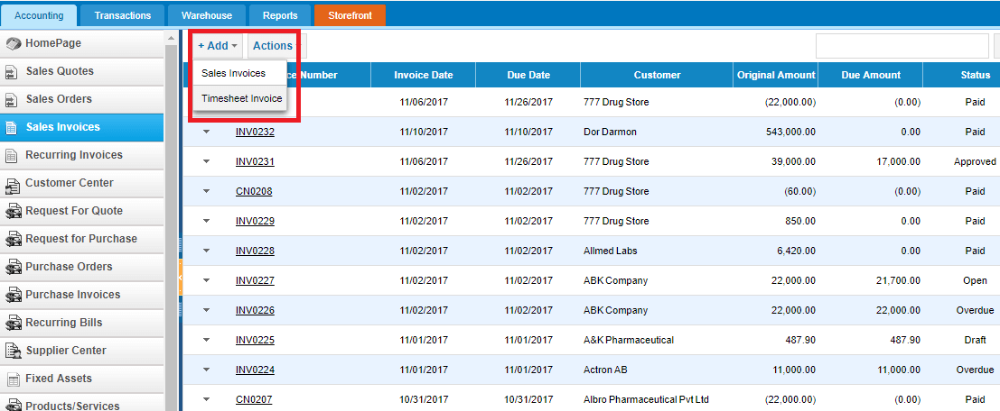 Accounting Transactions Warehouse Reports Storefront
HomePage
Sales Quotes
Sales Orders
Sales Invoices
Recurring Invoices
Customer Center
Request For Quote
Request for Purchase
Purchase Orders
Purchase Invoices
Recurring Bills
Supplier Center
Fixed Assets
Products/Services
+ Add Actions
Sales Invoices
Timesheet Invoice
Number Invoice Date Due Date Customer Original Amount Due Amount Status
11/06/2017 11/26/2017 777 Drug Store (22,000.00) (0.00) Paid
INV0232 11/10/2017 11/10/2017 Dor Darmon 543,000.00 0.00 Paid
INV0231 11/06/2017 11/26/2017 777 Drug Store 39,000.00 17,000.00 Approved
CN0208 11/02/2017 11/02/2017 777 Drug Store (60.00) (0.00) Paid
INV0229 11/02/2017 11/02/2017 777 Drug Store 850.00 0.00 Paid
INV0228 11/02/2017 11/02/2017 Allmed Labs 6,420.00 0.00 Paid
INV0227 11/02/2017 11/02/2017 ABK Company 22,000.00 21,700.00 Open
INV0226 11/02/2017 11/02/2017 ABK Company 22,000.00 22,000.00 Overdue
INV0225 11/01/2017 11/01/2017 A&K Pharmaceutical 487.90 487.90 Draft
INV0224 11/01/2017 11/01/2017 Actron AB 11,000.00 11,000.00 Overdue
CN0207 10/31/2017 10/31/2017 Albro Pharmaceutical Pvt Ltd (22,000.00) (0.00) Paid